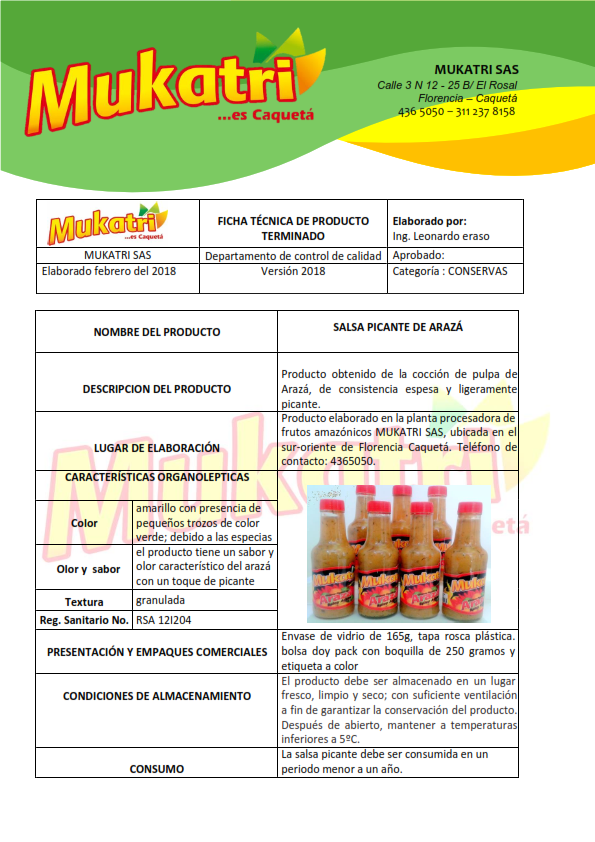 Mukatri
...es Caquetá
MUKATRI SAS
Calle 3 N 12 - 25 B/ El Rosal
Florencia – Caquetá
436 5050 – 311 237 8158
Mukatri
...es Caquetá
FICHA TÉCNICA DE PRODUCTO
TERMINADO
Elaborado por:
Ing. Leonardo eraso
MUKATRI SAS
Departamento de control de calidad
Aprobado:
Elaborado febrero del 2018
Versión 2018
Categoría : CONSERVAS
NOMBRE DEL PRODUCTO
SALSA PICANTE DE ARAZÁ
DESCRIPCION DEL PRODUCTO
Producto obtenido de la cocción de pulpa de
Arazá, de consistencia espesa y ligeramente
picante.
LUGAR DE ELABORACIÓN
Producto elaborado en la planta procesadora de
frutos amazónicos MUKATRI SAS, ubicada en el
sur-oriente de Florencia Caquetá. Teléfono de
contacto: 4365050.
CARACTERÍSTICAS ORGANOLEPTICAS
Color
amarillo con presencia de
pequeños trozos de color
verde; debido a las especias
Olor y sabor
el producto tiene un sabor y
olor característico del arazá
con un toque de picante
Textura
granulada
Reg. Sanitario No.
RSA 12I204
Mukatri
Mukatri
Mukatri
Mukatri
PRESENTACIÓN Y EMPAQUES COMERCIALES
Envase de vidrio de 165g, tapa rosca plástica.
bolsa doy pack con boquilla de 250 gramos y
etiqueta a color
CONDICIONES DE ALMACENAMIENTO
El producto debe ser almacenado en un lugar
fresco, limpio y seco; con suficiente ventilación
a fin de garantizar la conservación del producto.
Después de abierto, mantener a temperaturas
inferiores a 5ºC.
CONSUMO
La salsa picante debe ser consumida en un
periodo menor a un año.
Mukatri
etá